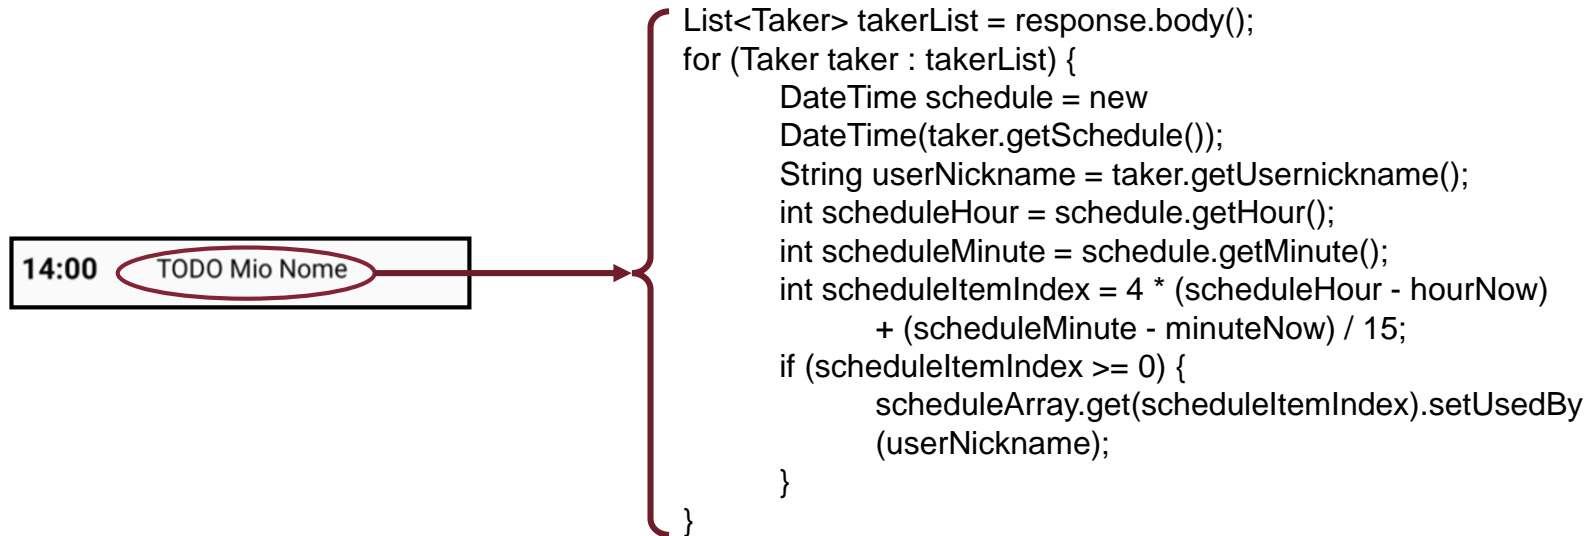 14:00 TODO Mio Nome
List<Taker> takerList = response.body();
for (Taker taker : takerList) {
DateTime schedule = new
DateTime(taker.getSchedule());
String userNickname = taker.getUsernickname();
int scheduleHour = schedule.getHour();
int scheduleMinute = schedule.getMinute();
int scheduleItemIndex = 4 * (scheduleHour - hourNow)
+ (scheduleMinute - minuteNow) / 15;
if (scheduleItemIndex >= 0) {
scheduleArray.get(scheduleItemIndex).setUsedBy
(userNickname);
}
}